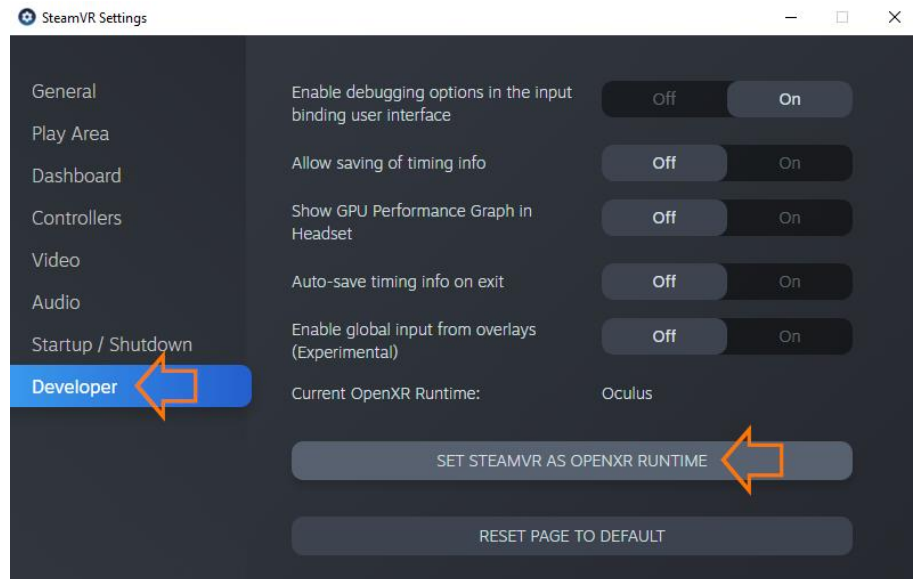 SteamVR Settings
General
Play Area
Dashboard
Controllers
Video
Audio
Startup / Shutdown
Developer
Enable debugging options in the input
binding user interface
Off On
Allow saving of timing info
Off On
Show GPU Performance Graph in
Headset
Off On
Auto-save timing info on exit
Off On
Enable global input from overlays
(Experimental)
Off On
Current OpenXR Runtime: Oculus
SET STEAMVR AS OPENXR RUNTIME
RESET PAGE TO DEFAULT